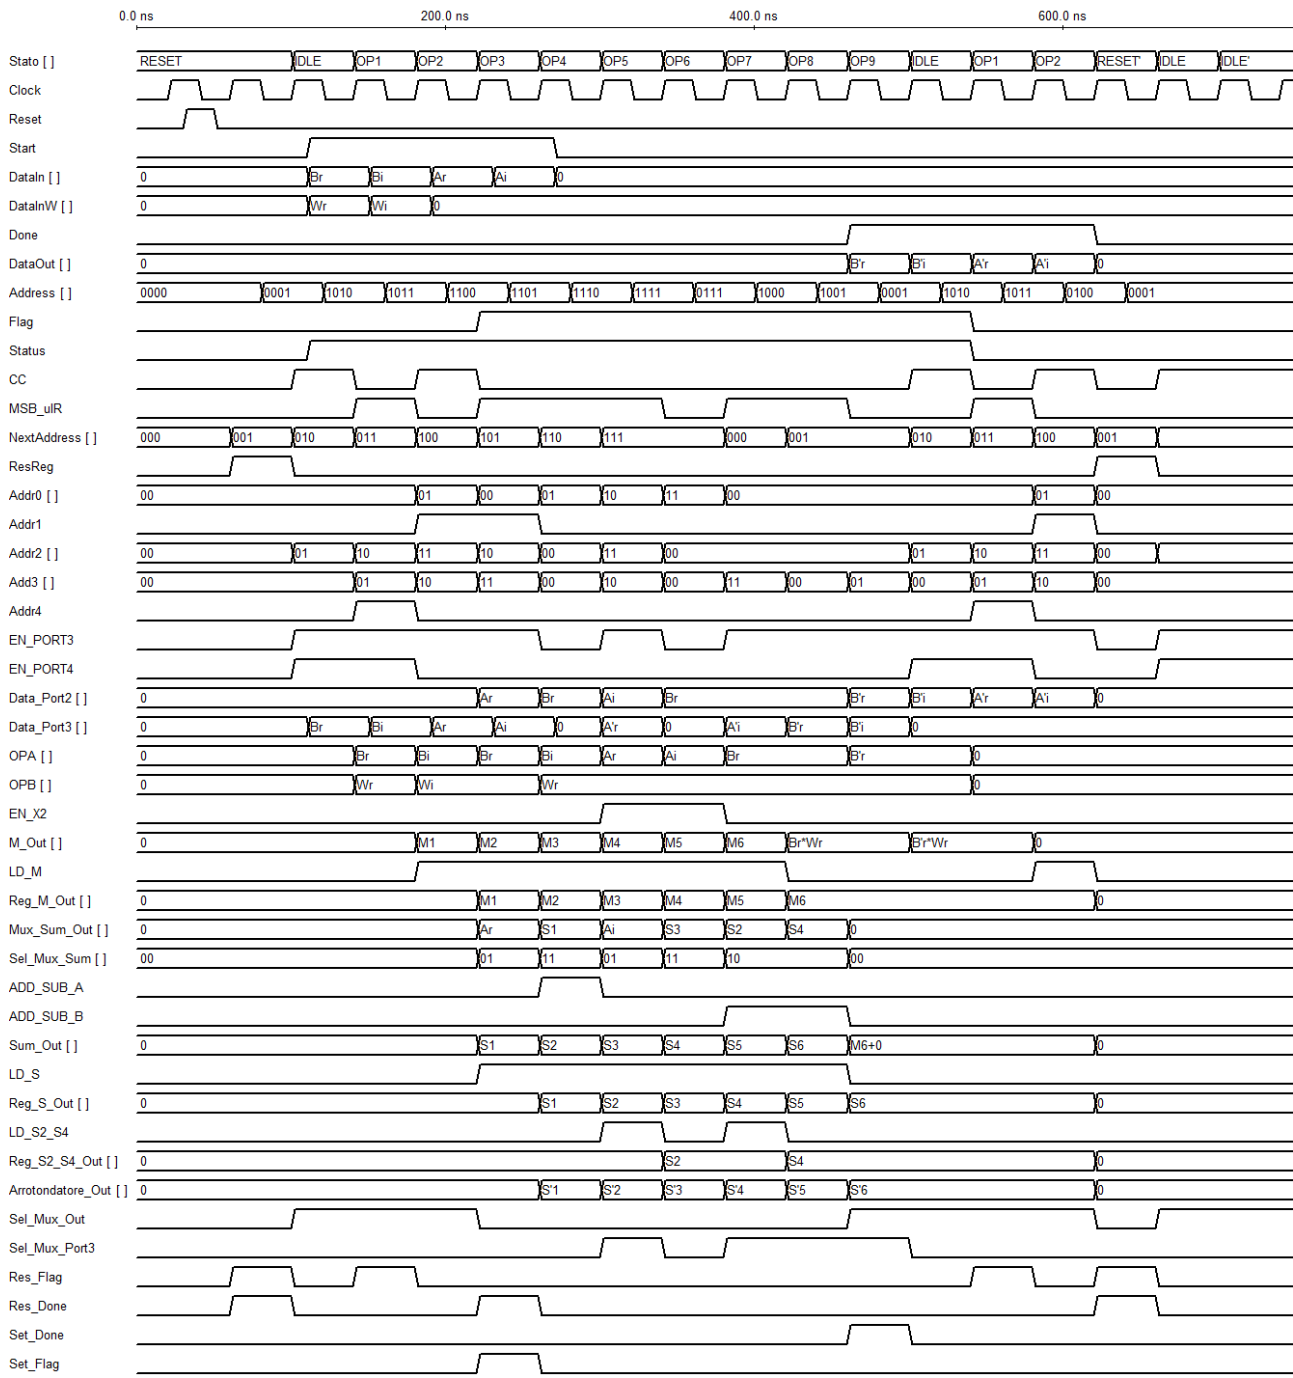 0.0 ns 200.0 ns 400.0 ns 600.0 ns
Stato [ ] RESET IDLE OP1 OP2 OP3 OP4 OP5 OP6 OP7 OP8 OP9 IDLE OP1 OP2 RESET' IDLE IDLE'
Clock
Reset
Start
DataIn [ ] 0 Br Bi Ar Ai 0
DataInW [ ] 0 Wr Wi 0
Done
DataOut [ ] 0 B'r B'i A'r A'i 0
Address [ ] 0000 0001 1010 1011 1100 1101 1110 1111 0111 1000 1001 0001 1010 1011 0100 0001
Flag
Status
CC
MSB_uIR
NextAddress [ ] 000 001 010 011 100 101 110 111 000 001 010 011 100 001
ResReg
Addr0 [ ] 00 01 00 01 10 11 00 01 00
Addr1
Addr2 [ ] 00 01 10 11 10 00 11 00 01 10 11 00
Add3 [ ] 00 01 10 11 00 10 00 11 00 01 00 01 10 00
Addr4
EN_PORT3
EN_PORT4
Data_Port2 [ ] 0 Ar Br Ai Br B'r B'i A'r A'i 0
Data_Port3 [ ] 0 Br Bi Ar Ai 0 A'r 0 A'i B'r B'i 0
OPA [ ] 0 Br Bi Br Bi Ar Ai Br B'r 0
OPB [ ] 0 Wr Wi Wr 0
EN_X2
M_Out [ ] 0 M1 M2 M3 M4 M5 M6 Br*Wr B'r*Wr 0
LD_M
Reg_M_Out [ ] 0 M1 M2 M3 M4 M5 M6 0
Mux_Sum_Out [ ] 0 Ar S1 Ai S3 S2 S4 0
Sel_Mux_Sum [ ] 00 01 11 01 11 10 00
ADD_SUB_A
ADD_SUB_B
Sum_Out [ ] 0 S1 S2 S3 S4 S5 S6 M6+0 0
LD_S
Reg_S_Out [ ] 0 S1 S2 S3 S4 S5 S6 0
LD_S2_S4
Reg_S2_S4_Out [ ] 0 S2 S4 0
Arrotondatore_Out [ ] 0 S'1 S'2 S'3 S'4 S'5 S'6 0
Sel_Mux_Out
Sel_Mux_Port3
Res_Flag
Res_Done
Set_Done
Set_Flag